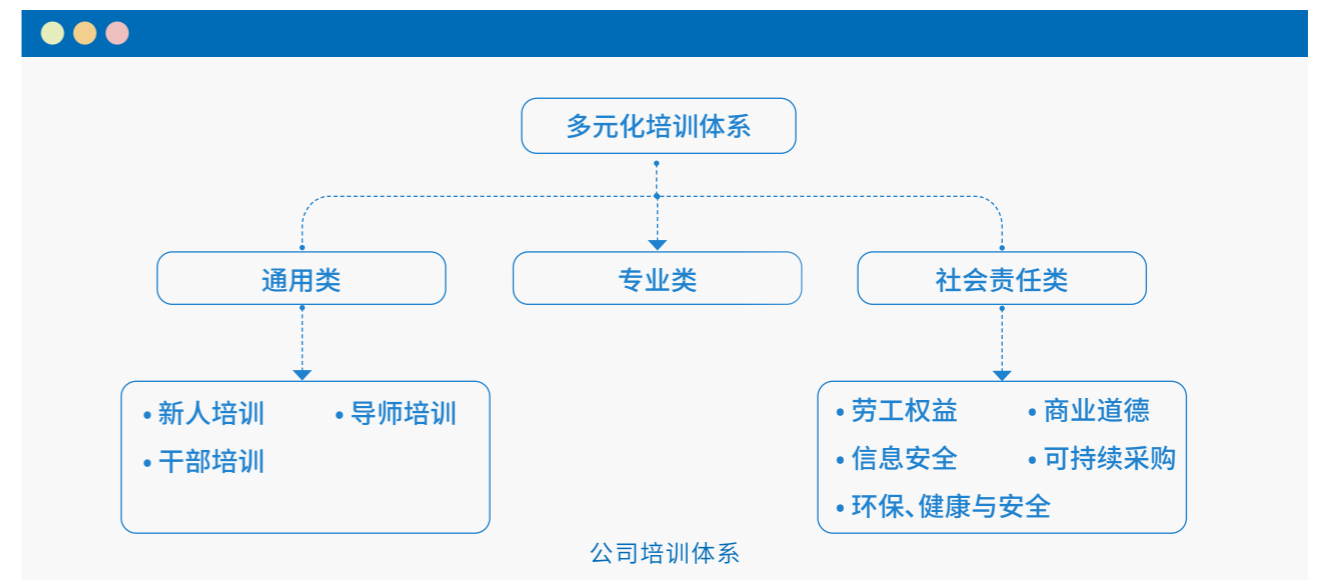 多元化培训体系
通用类
专业类
社会责任类
• 新人培训
• 导师培训
• 干部培训
• 劳工权益
• 商业道德
• 信息安全
• 可持续采购
• 环保、健康与安全
公司培训体系